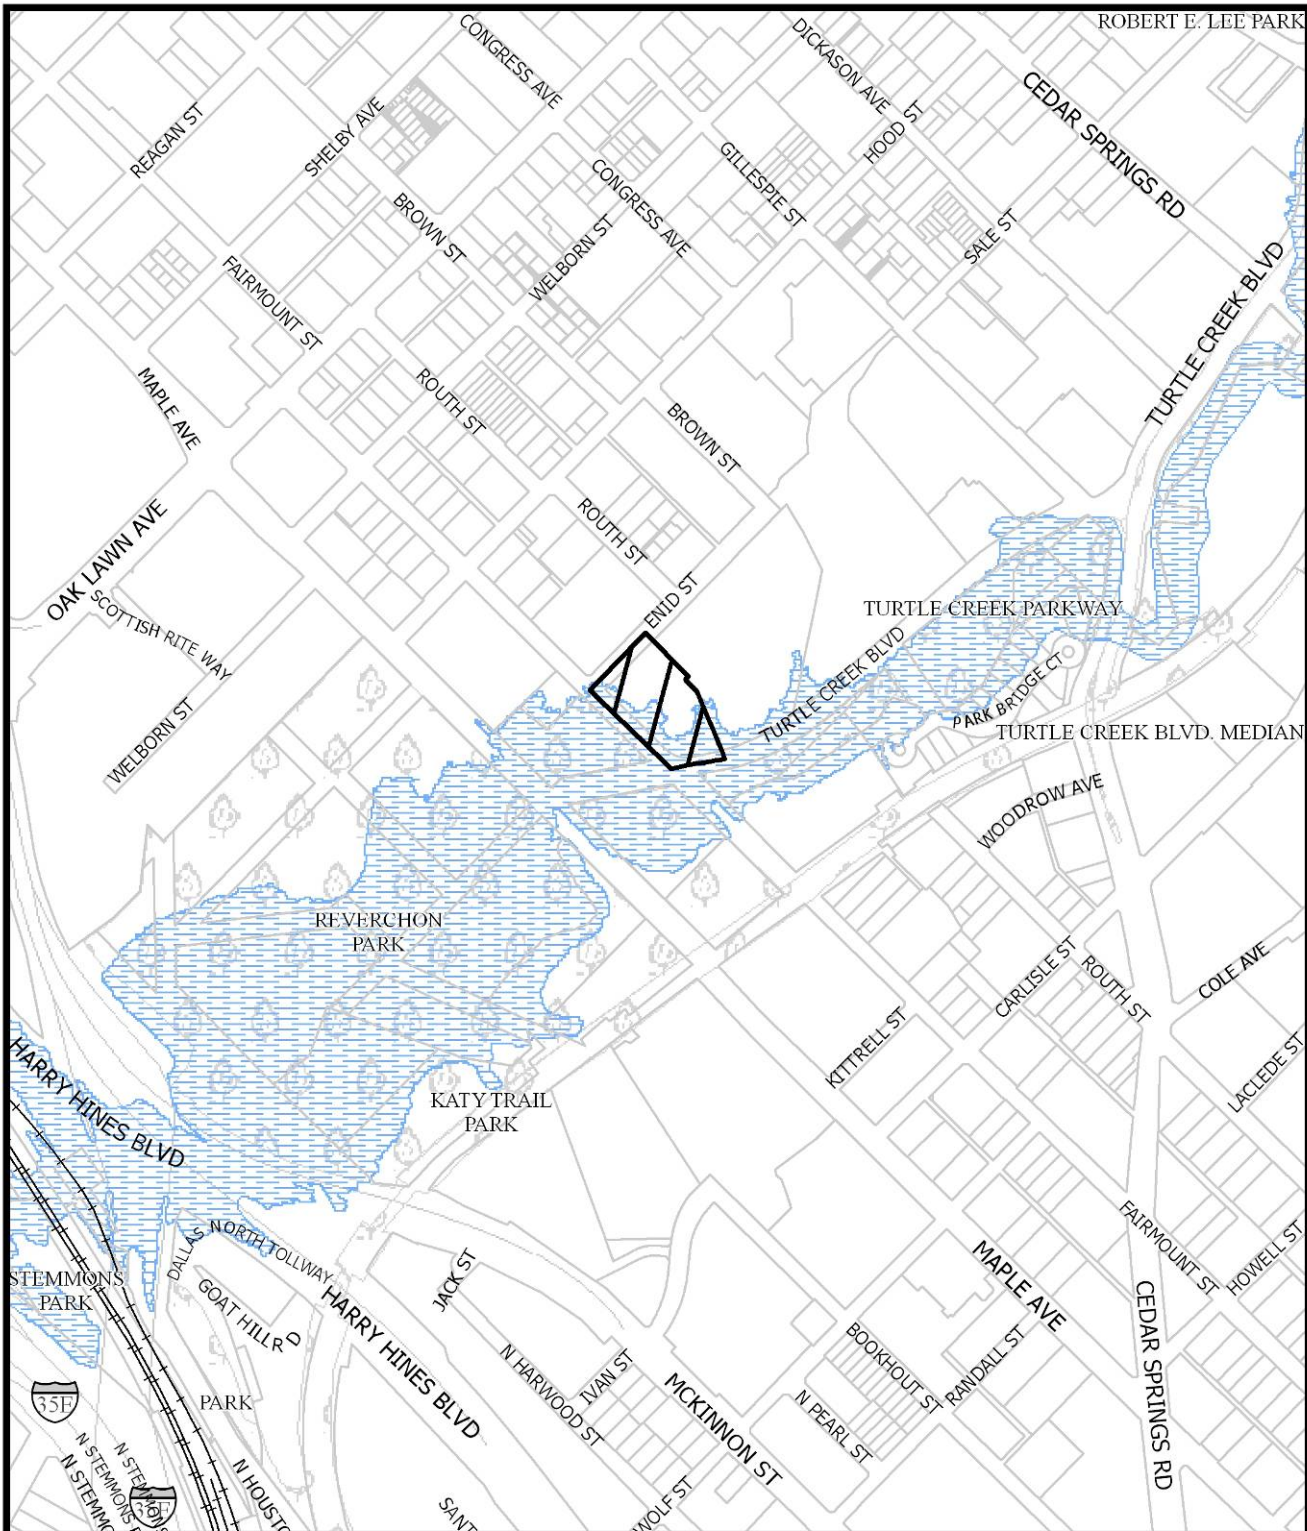 ROBERT E. LEE PARK
CONGRESS AVE
DICKASON AVE
CEDAR SPRINGS RD
REAGAN ST
SHELBY AVE
HOOD ST
GILLESPIE ST
CONGRESS AVE
BROWN ST
WELBORN ST
SALE ST
FAIRMOUNT ST
TURTLE CREEK BLVD
MAPLE AVE
ROUTH ST
BROWN ST
OAK LAWN AVE
ROUTH ST
SCOTTISH RITE WAY
ENID ST
TURTLE CREEK PARKWAY
TURTLE CREEK BLVD
PARK BRIDGE CT
WELBORN ST
TURTLE CREEK BLVD. MEDIAN
WOODROW AVE
REVERCHON
PARK
CARLISLE ST
ROUTH ST
COLE AVE
KITTRELL ST
LACLEDE ST
HARRY HINES BLVD
KATY TRAIL
PARK
FAIRMOUNT ST
HOWELL ST
DALLAS NORTH TOLLWAY
STEMMONS
PARK
GOAT HILL RD
JACK ST
MAPLE AVE
HARRY HINES BLVD
CEDAR SPRINGS RD
BOOKHOUT ST
RANDALL ST
N HARWOOD ST
IVAN ST
MCKINNON ST
N PEARL ST
35E
PARK
N STEMMONS
N STEMMONS
N STEMMO
35E
N HOUSTO
SANT
WOLF ST